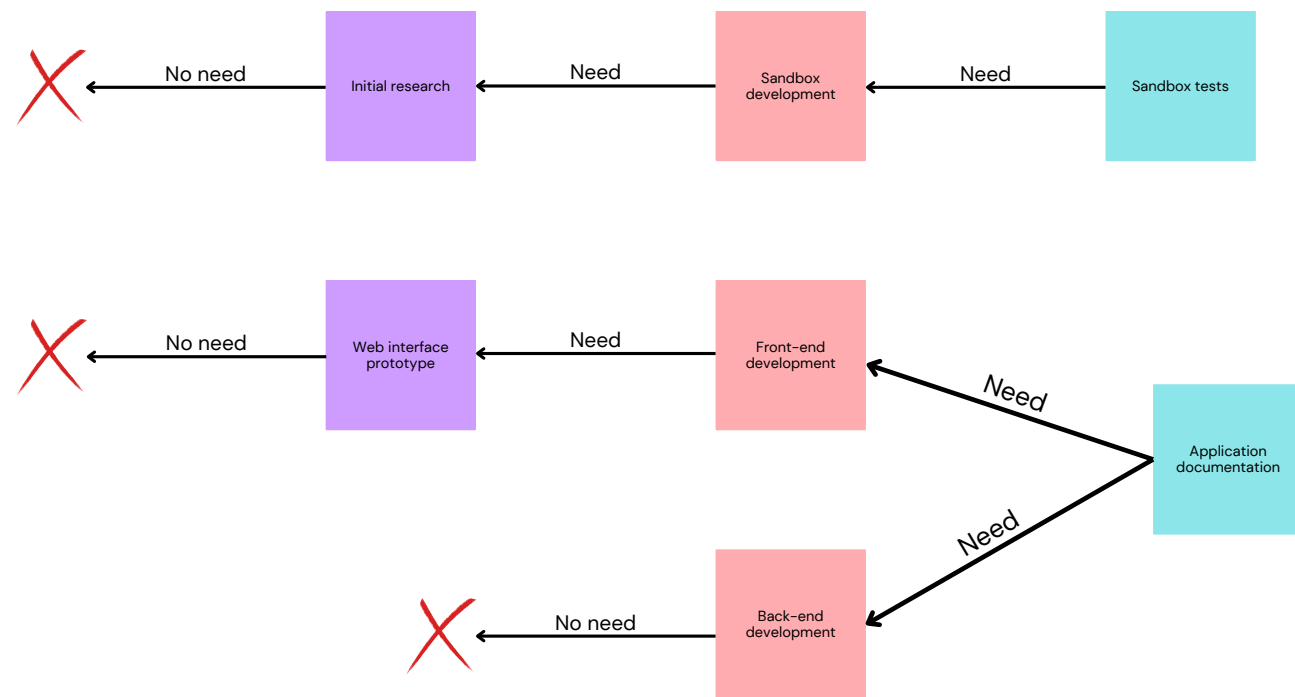 No need
Initial research
Need
Sandbox
development
Need
Sandbox tests
No need
Web interface
prototype
Need
Front-end
development
Need
Application
documentation
Need
No need
Back-end
development